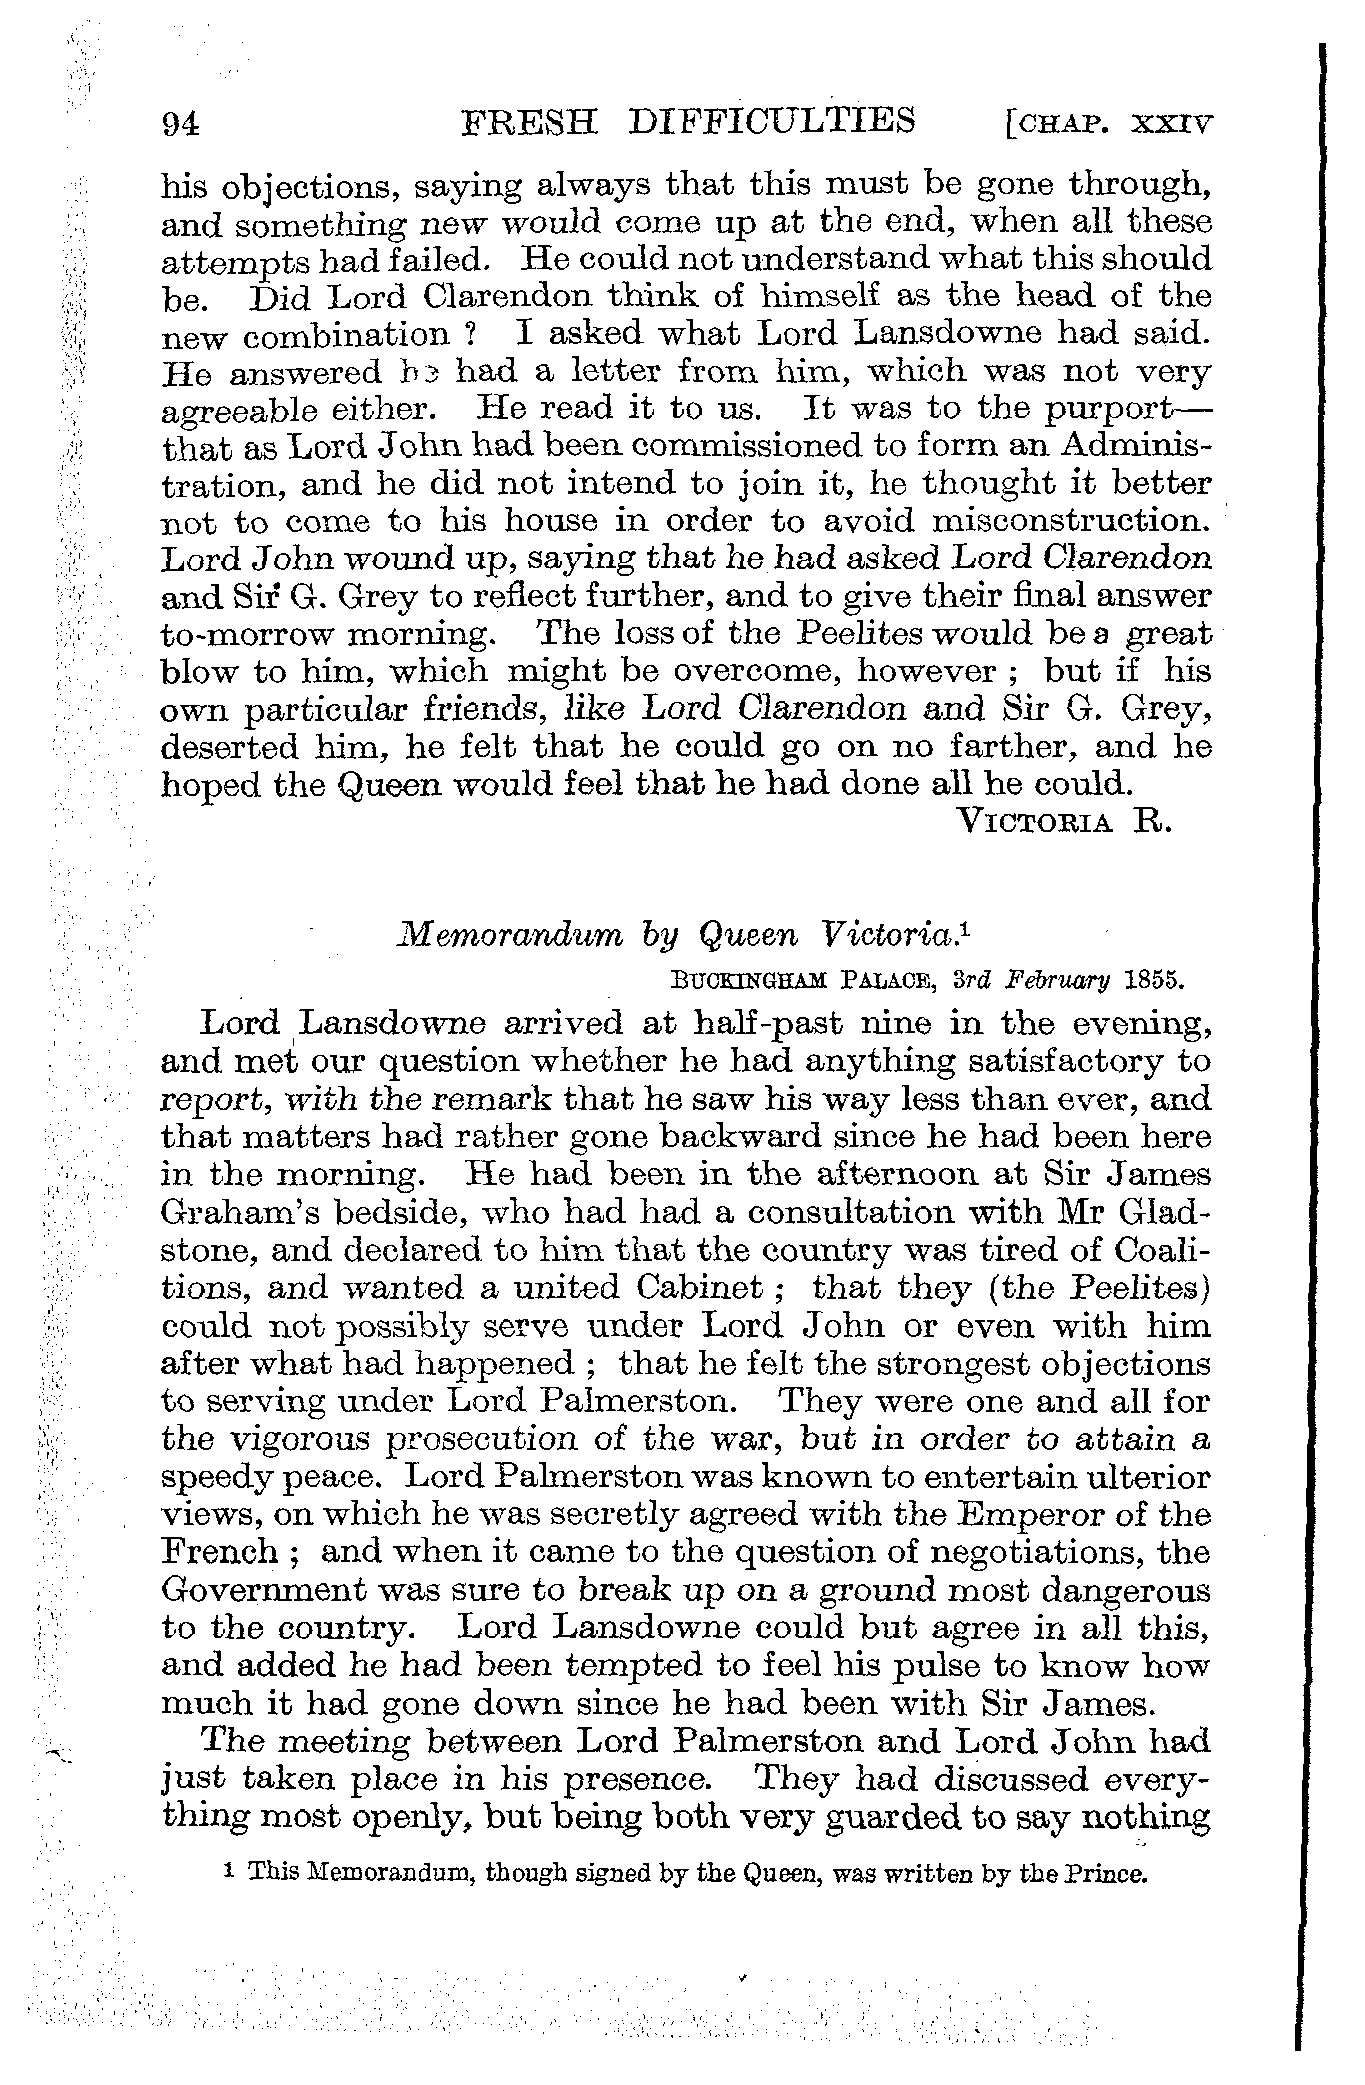 94 FRESH DIFFICULTIES [CHAP. XXIV
his objections, saying always that this must be gone through,
and something new would come up at the end, when all these
attempts had failed. He could not understand what this should
be. Did Lord Clarendon think of himself as the head of the
new combination ? I asked what Lord Lansdowne had said.
He answered he had a letter from him, which was not very
agreeable either. He read it to us. It was to the purport—
that as Lord John had been commissioned to form an Adminis-
tration, and he did not intend to join it, he thought it better
not to come to his house in order to avoid misconstruction.
Lord John wound up, saying that he had asked Lord Clarendon
and Sir G. Grey to reflect further, and to give their final answer
to-morrow morning. The loss of the Peelites would be a great
blow to him, which might be overcome, however ; but if his
own particular friends, like Lord Clarendon and Sir G. Grey,
deserted him, he felt that he could go on no farther, and he
hoped the Queen would feel that he had done all he could.
VICTORIA R.
Memorandum by Queen Victoria.¹
BUCKINGHAM PALACE, 3rd February 1855.
Lord Lansdowne arrived at half-past nine in the evening,
and met our question whether he had anything satisfactory to
report, with the remark that he saw his way less than ever, and
that matters had rather gone backward since he had been here
in the morning. He had been in the afternoon at Sir James
Graham's bedside, who had had a consultation with Mr Glad-
stone, and declared to him that the country was tired of Coali-
tions, and wanted a united Cabinet ; that they (the Peelites)
could not possibly serve under Lord John or even with him
after what had happened ; that he felt the strongest objections
to serving under Lord Palmerston. They were one and all for
the vigorous prosecution of the war, but in order to attain a
speedy peace. Lord Palmerston was known to entertain ulterior
views, on which he was secretly agreed with the Emperor of the
French ; and when it came to the question of negotiations, the
Government was sure to break up on a ground most dangerous
to the country. Lord Lansdowne could but agree in all this,
and added he had been tempted to feel his pulse to know how
much it had gone down since he had been with Sir James.
The meeting between Lord Palmerston and Lord John had
just taken place in his presence. They had discussed every-
thing most openly, but being both very guarded to say nothing
1 This Memorandum, though signed by the Queen, was written by the Prince.